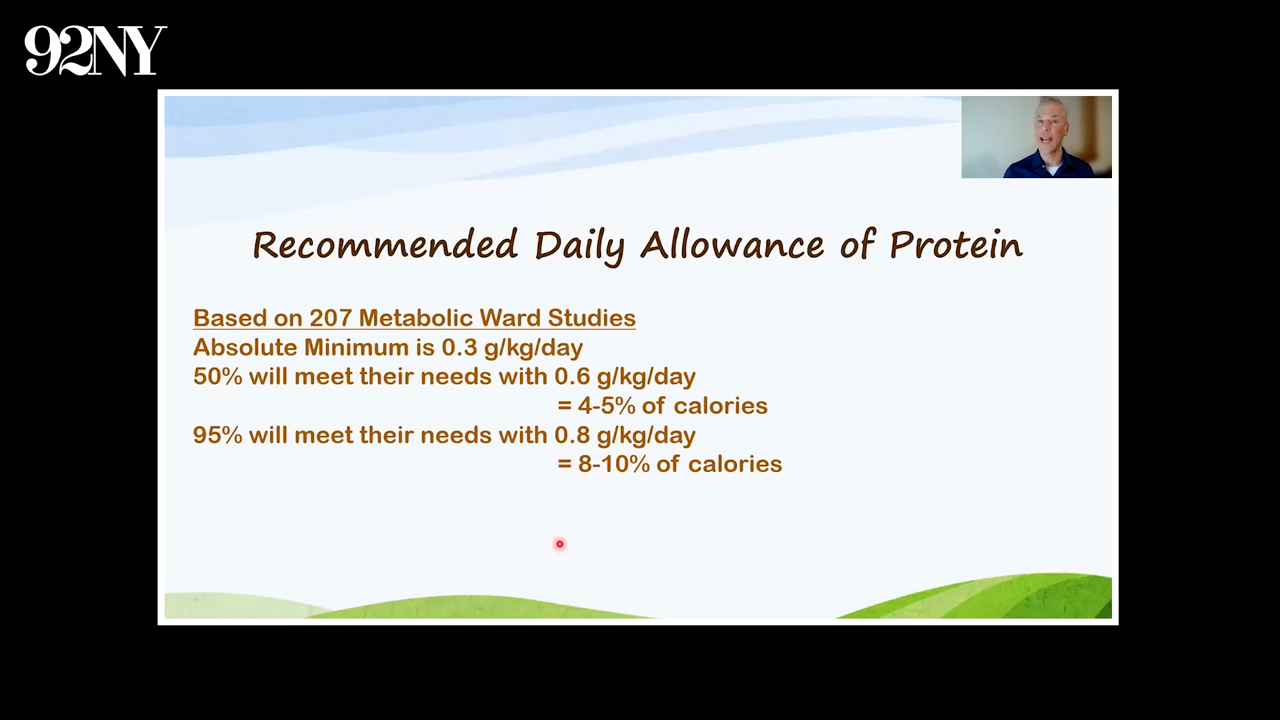 92NY
Recommended Daily Allowance of Protein
Based on 207 Metabolic Ward Studies
Absolute Minimum is 0.3 g/kg/day
50% will meet their needs with 0.6 g/kg/day
= 4-5% of calories
95% will meet their needs with 0.8 g/kg/day
= 8-10% of calories